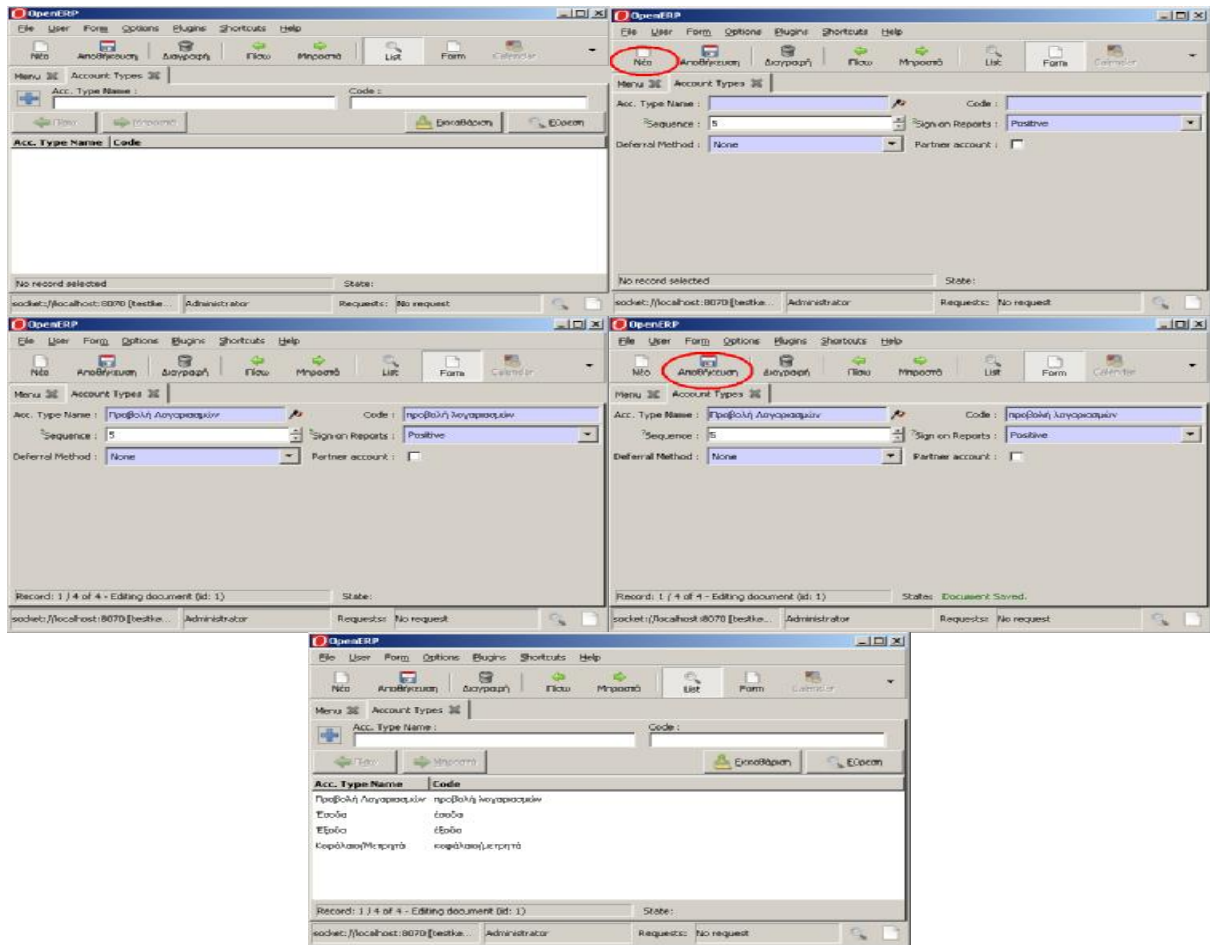 OpenERP
File User Form Options Plugins Shortcuts Help
Νέο Αποθήκευση Διαγραφή Πίσω Μπροστά List Form Calendar
Menu Account Types
Acc. Type Name : Code :
Πίσω Μπροστά Εκκαθάριση Εύρεση
Acc. Type Name Code
No record selected State:
socket://localhost:8070 [testke... Administrator Requests: No request
OpenERP
File User Form Options Plugins Shortcuts Help
Νέο Αποθήκευση Διαγραφή Πίσω Μπροστά List Form Calendar
Menu Account Types
Acc. Type Name : Code :
?Sequence : 5 ?Sign on Reports : Positive
Deferral Method : None Partner account :
No record selected State:
socket://localhost:8070 [testke... Administrator Requests: No request
OpenERP
File User Form Options Plugins Shortcuts Help
Νέο Αποθήκευση Διαγραφή Πίσω Μπροστά List Form Calendar
Menu Account Types
Acc. Type Name : Προβολή Λογαριασμών Code : προβολή λογαριασμών
?Sequence : 5 ?Sign on Reports : Positive
Deferral Method : None Partner account :
Record: 1 / 4 of 4 - Editing document (id: 1) State:
socket://localhost:8070 [testke... Administrator Requests: No request
OpenERP
File User Form Options Plugins Shortcuts Help
Νέο Αποθήκευση Διαγραφή Πίσω Μπροστά List Form Calendar
Menu Account Types
Acc. Type Name : Προβολή Λογαριασμών Code : προβολή λογαριασμών
?Sequence : 5 ?Sign on Reports : Positive
Deferral Method : None Partner account :
Record: 1 / 4 of 4 - Editing document (id: 1) State: Document Saved.
socket://localhost:8070 [testke... Administrator Requests: No request
OpenERP
File User Form Options Plugins Shortcuts Help
Νέο Αποθήκευση Διαγραφή Πίσω Μπροστά List Form Calendar
Menu Account Types
Acc. Type Name : Code :
Πίσω Μπροστά Εκκαθάριση Εύρεση
Acc. Type Name Code
Προβολή Λογαριασμών προβολή λογαριασμών
Έσοδα έσοδα
Έξοδα έξοδα
Κεφάλαιο/Μετρητά κεφάλαιο/μετρητά
Record: 1 / 4 of 4 - Editing document (id: 1) State:
socket://localhost:8070 [testke... Administrator Requests: No request